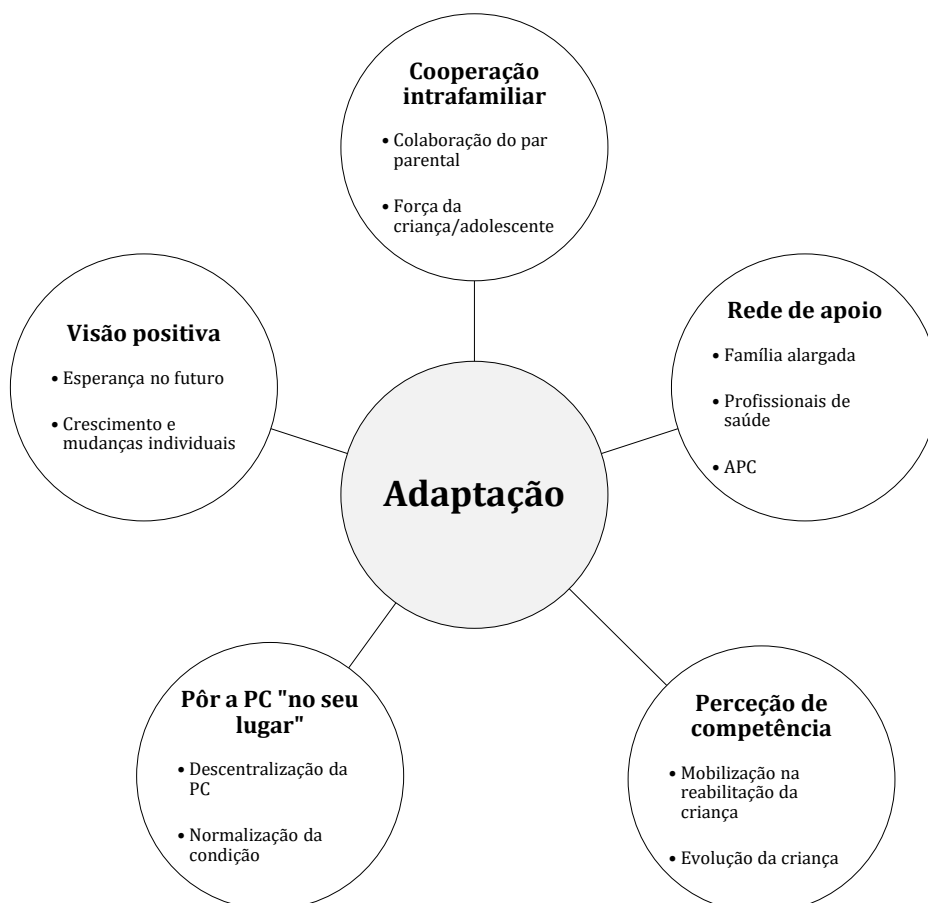 Cooperação
intrafamiliar
• Colaboração do par
parental
• Força da
criança/adolescente
Visão positiva
• Esperança no futuro
• Crescimento e
mudanças individuais
Rede de apoio
• Família alargada
• Profissionais de
saúde
• APC
Adaptação
Pôr a PC "no seu
lugar"
• Descentralização da
PC
• Normalização da
condição
Perceção de
competência
• Mobilização na
reabilitação da
criança
• Evolução da criança